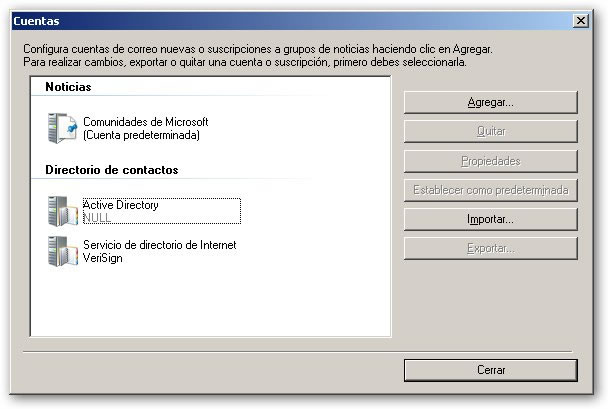 Cuentas
Configura cuentas de correo nuevas o suscripciones a grupos de noticias haciendo clic en Agregar.
Para realizar cambios, exportar o quitar una cuenta o suscripción, primero debes seleccionarla.
Noticias
Comunidades de Microsoft
(Cuenta predeterminada)
Directorio de contactos
Active Directory
NULL
Servicio de directorio de Internet
VeriSign
Agregar...
Quitar
Propiedades
Establecer como predeterminada
Importar...
Exportar...
Cerrar